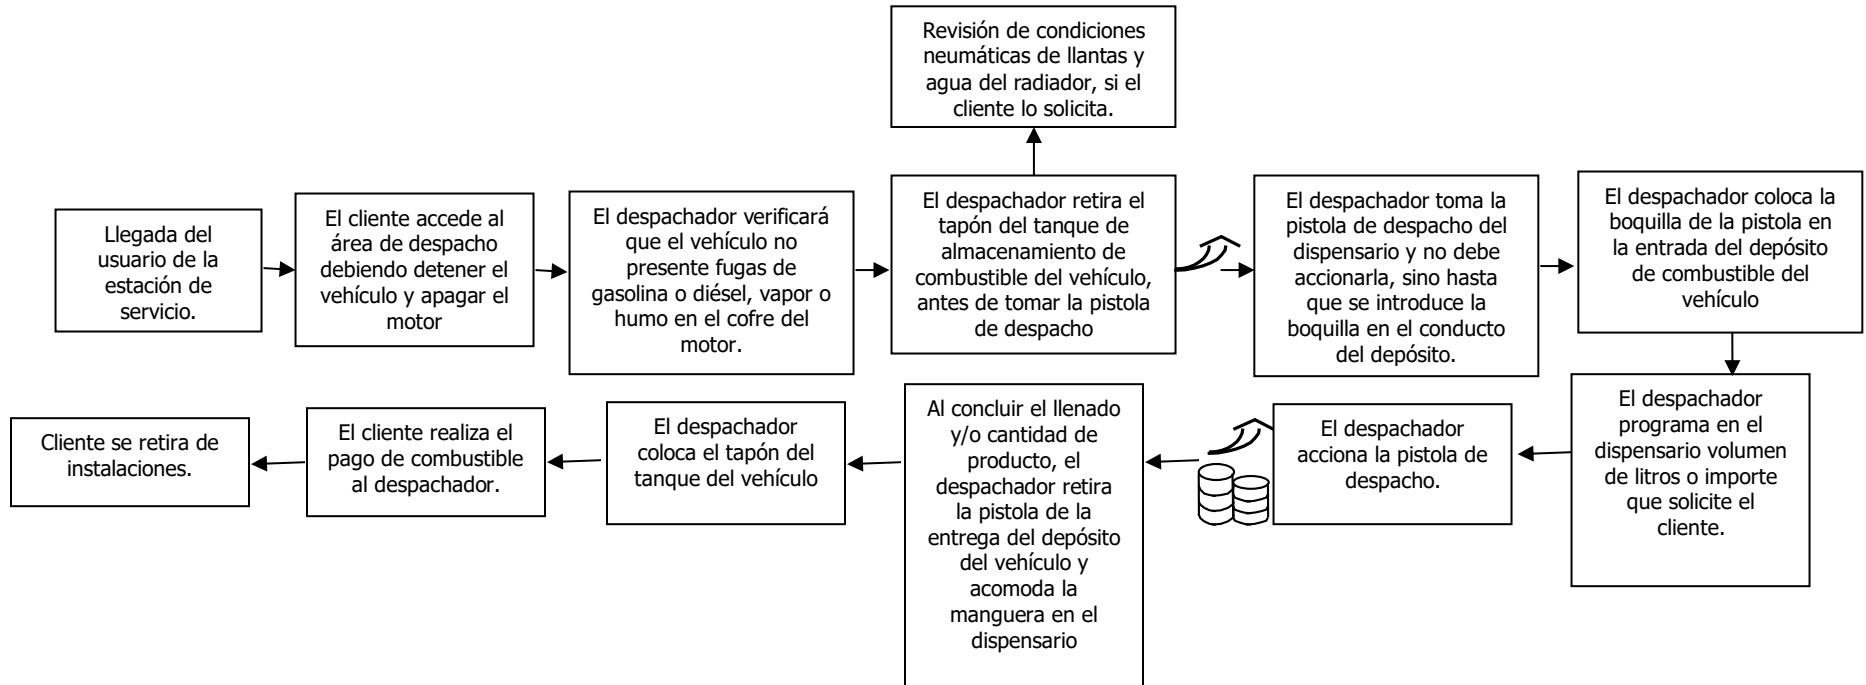 Revisión de condiciones
neumáticas de llantas y
agua del radiador, si el
cliente lo solicita.
Llegada del
usuario de la
estación de
servicio.
El cliente accede al
área de despacho
debiendo detener el
vehículo y apagar el
motor
El despachador verificará
que el vehículo no
presente fugas de
gasolina o diésel, vapor o
humo en el cofre del
motor.
El despachador retira el
tapón del tanque de
almacenamiento de
combustible del vehículo,
antes de tomar la pistola
de despacho
El despachador toma la
pistola de despacho del
dispensario y no debe
accionarla, sino hasta
que se introduce la
boquilla en el conducto
del depósito.
El despachador coloca la
boquilla de la pistola en
la entrada del depósito
de combustible del
vehículo
El despachador
programa en el
dispensario volumen
de litros o importe
que solicite el
cliente.
El despachador
acciona la pistola de
despacho.
Al concluir el llenado
y/o cantidad de
producto, el
despachador retira
la pistola de la
entrega del depósito
del vehículo y
acomoda la
manguera en el
dispensario
El despachador
coloca el tapón del
tanque del vehículo
El cliente realiza el
pago de combustible
al despachador.
Cliente se retira de
instalaciones.